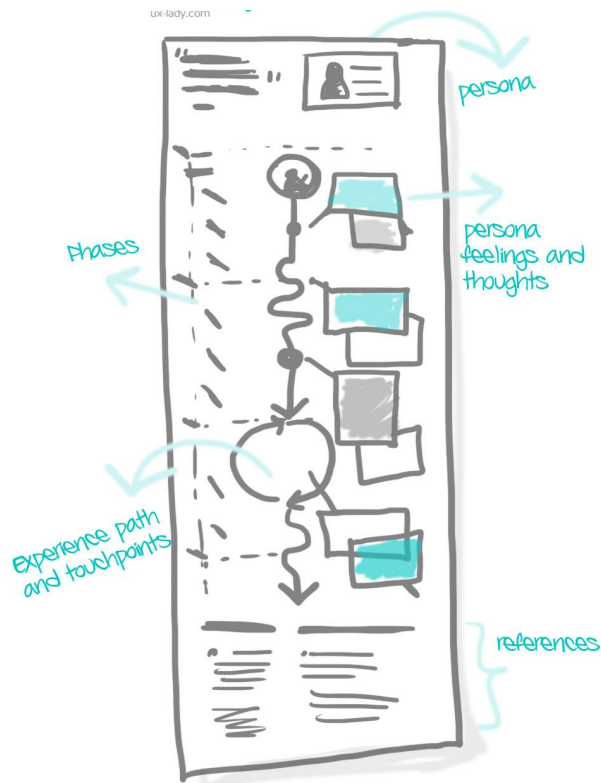 ux-lady.com
persona
persona
feelings and
thoughts
Phases
Experience path
and touchpoints
references